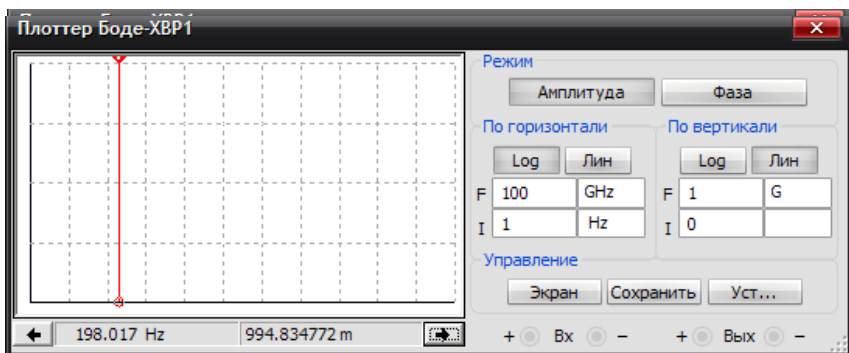 Плоттер Боде-XBP1
Режим
Амплитуда Фаза
По горизонтали По вертикали
Log Лин Log Лин
F 100 GHz F 1 G
I 1 Hz I 0
Управление
Экран Сохранить Уст...
198.017 Hz 994.834772 m + Вх − + Вых −